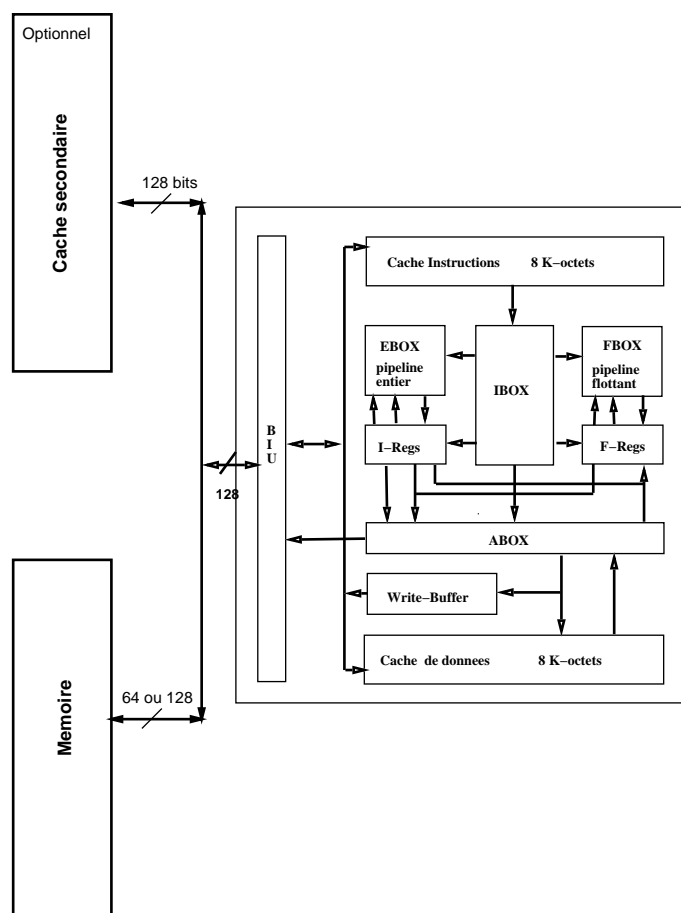 Optionnel
Cache secondaire
128 bits
Cache Instructions 8 K−octets
EBOX
pipeline
entier
IBOX
FBOX
pipeline
flottant
B
I
U
I−Regs
F−Regs
128
ABOX
Write−Buffer
Cache de donnees 8 K−octets
64 ou 128
Memoire